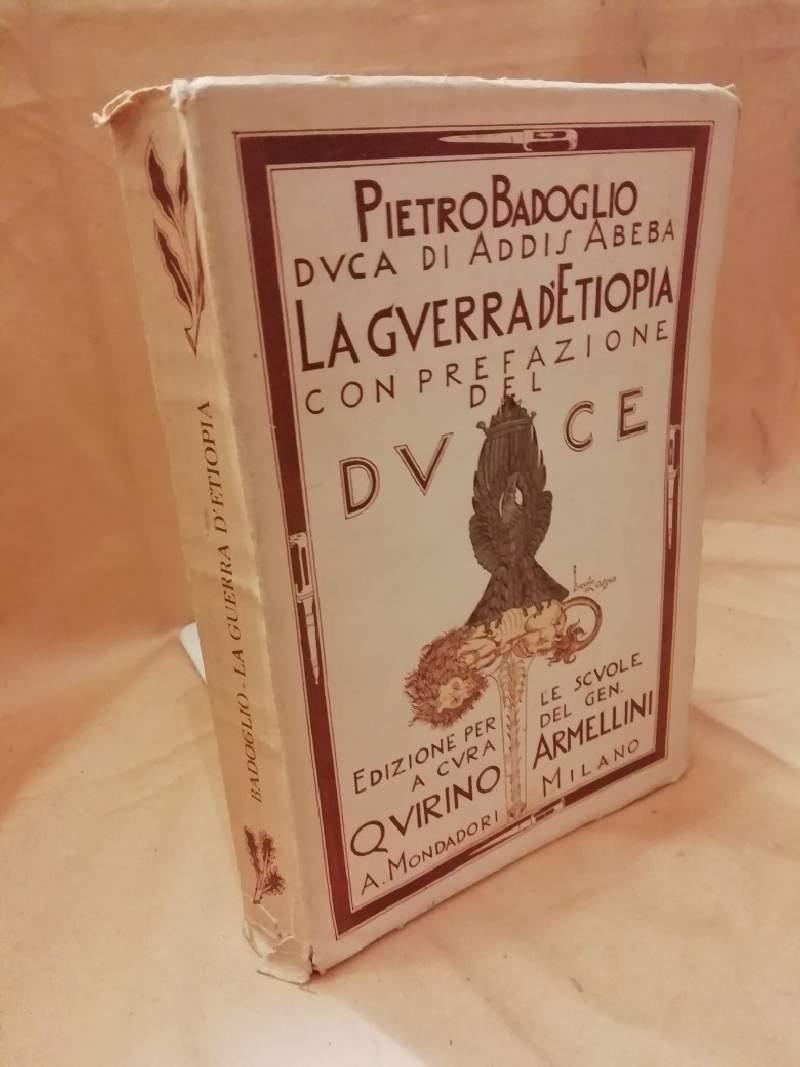 PIETRO BADOGLIO
DVCA DI ADDIS ABEBA
LA GVERRA D'ETIOPIA
CON PREFAZIONE
DEL
DVCE
EDIZIONE PER LE SCVOLE
A CVRA DEL GEN.
QVIRINO ARMELLINI
A. MONDADORI MILANO
BADOGLIO - LA GUERRA D'ETIOPIA